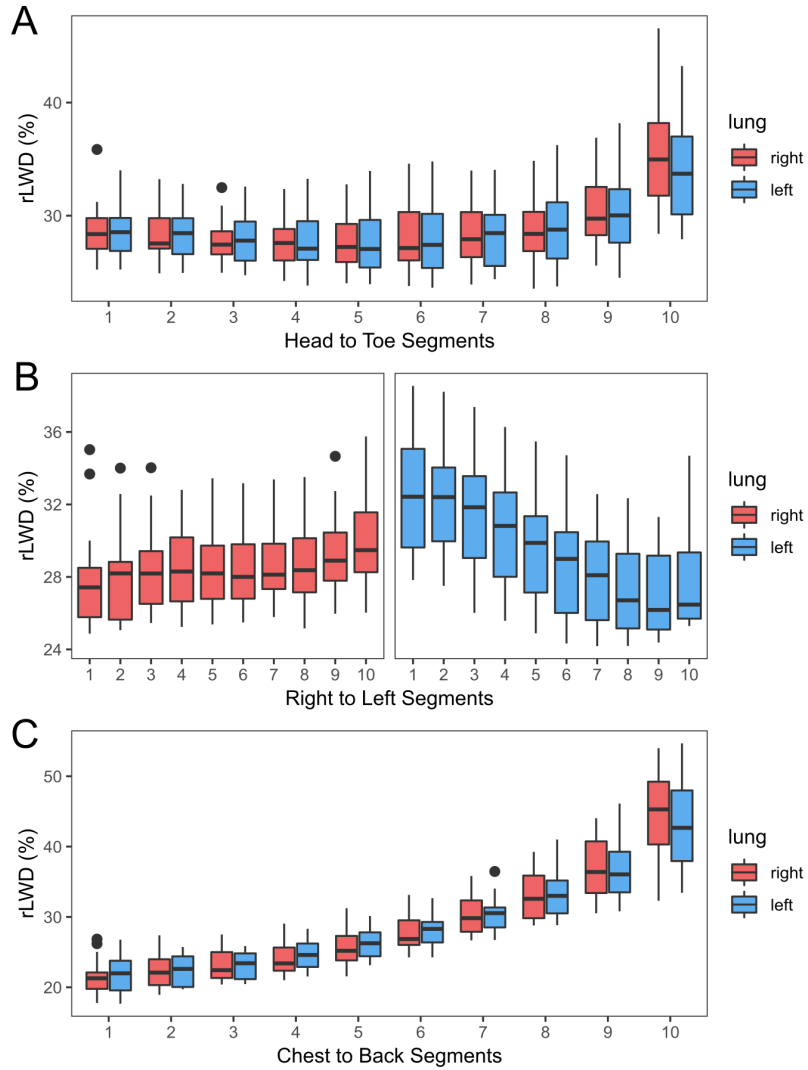 A
rLWD (%)
40
30
1 2 3 4 5 6 7 8 9 10
Head to Toe Segments
lung
right
left
B
rLWD (%)
36
32
28
24
1 2 3 4 5 6 7 8 9 10
1 2 3 4 5 6 7 8 9 10
Right to Left Segments
lung
right
left
C
rLWD (%)
50
40
30
20
1 2 3 4 5 6 7 8 9 10
Chest to Back Segments
lung
right
left